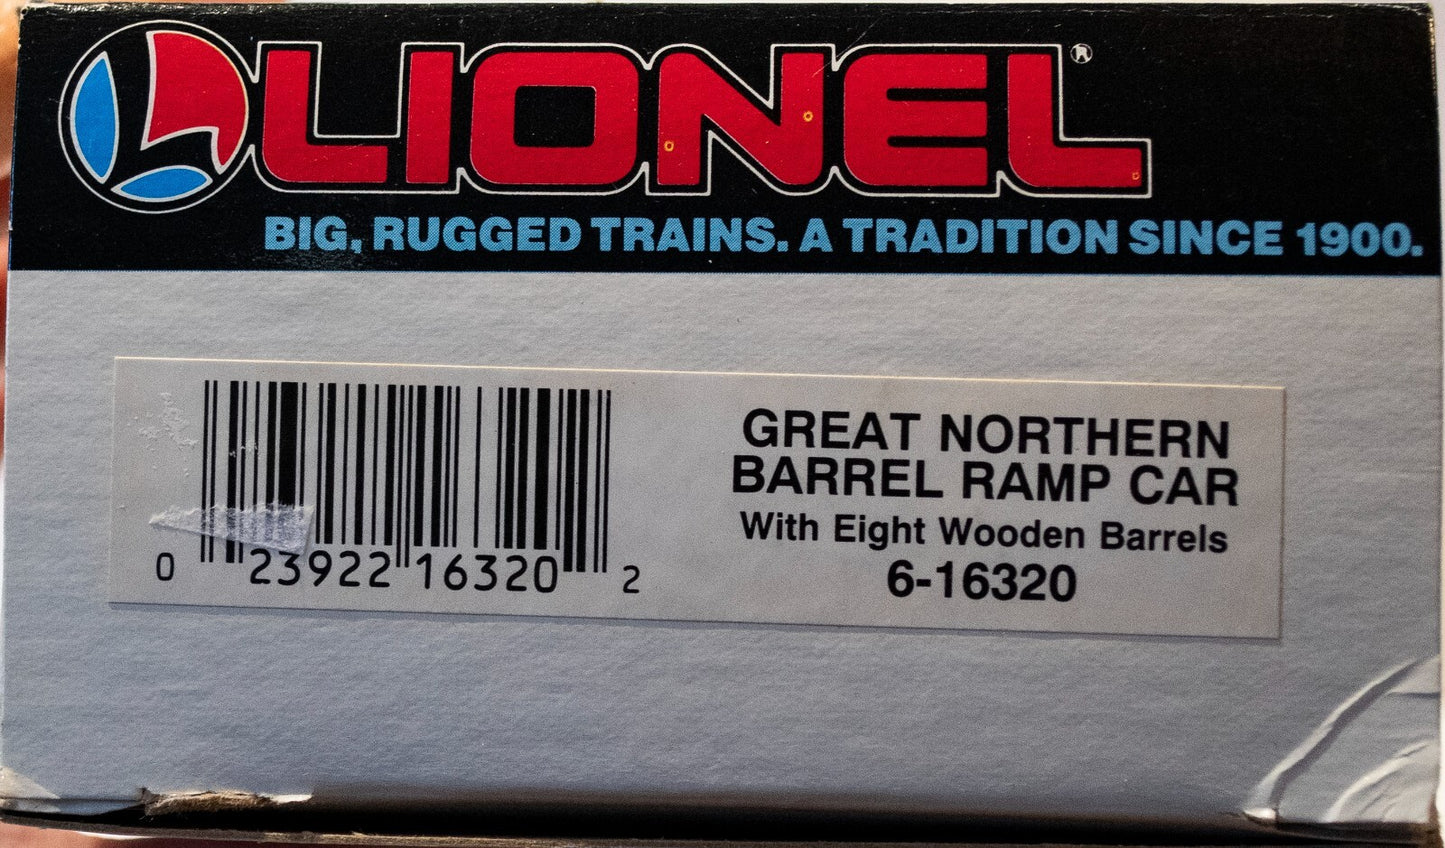 LIONEL®
BIG, RUGGED TRAINS. A TRADITION SINCE 1900.
GREAT NORTHERN
BARREL RAMP CAR
With Eight Wooden Barrels
6-16320
0 23922 16320 2